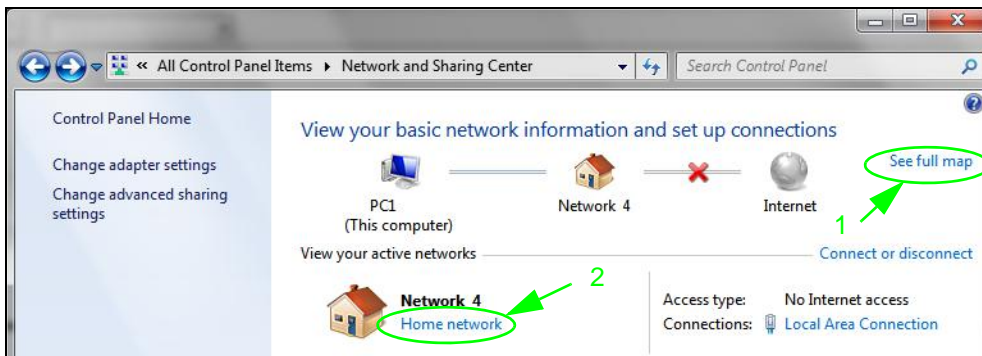 « All Control Panel Items Network and Sharing Center Search Control Panel
?
Control Panel Home
Change adapter settings
Change advanced sharing
settings
View your basic network information and set up connections
See full map
PC1
(This computer)
Network 4
Internet
1
View your active networks
Connect or disconnect
2
Network 4
Home network
Access type: No Internet access
Connections: Local Area Connection